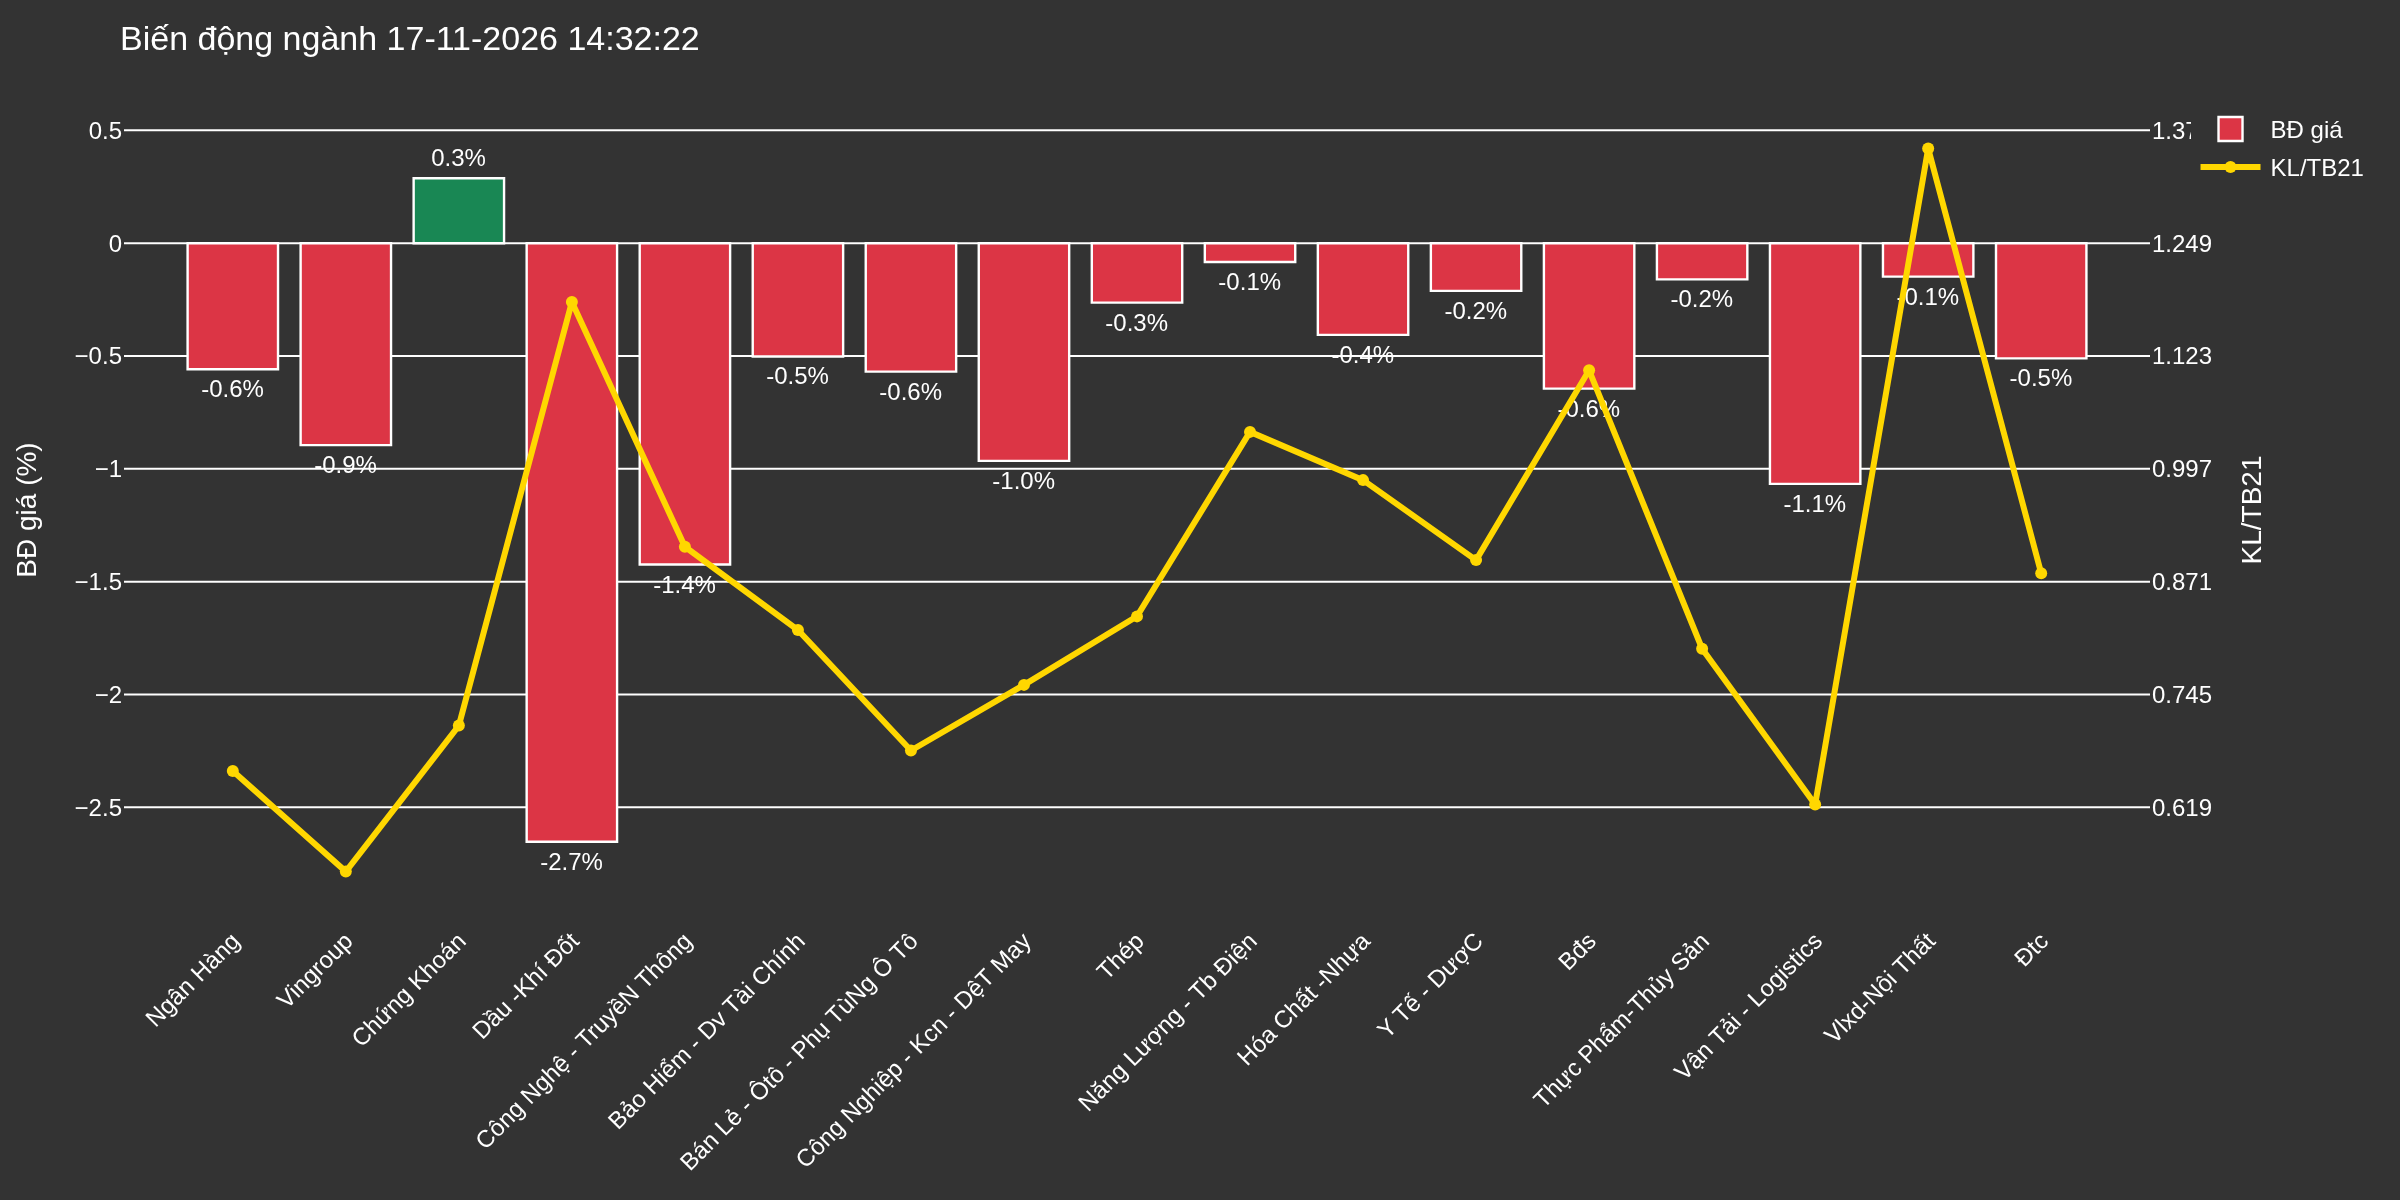 Biến động ngành 17-11-2026 14:32:22
BĐ giá
KL/TB21
BĐ giá (%)
0.5
0
−0.5
−1
−1.5
−2
−2.5
0.3%
-0.6%
-0.9%
-2.7%
-1.4%
-0.5%
-0.6%
-1.0%
-0.3%
-0.1%
-0.4%
-0.2%
-0.6%
-0.2%
-1.1%
-0.1%
-0.5%
1.249
1.123
0.997
0.871
0.745
0.619
KL/TB21
Ngân Hàng
Vingroup
Chứng Khoán
Dầu -Khí Đốt
Công Nghệ - TruyềN Thông
Bảo Hiểm - Dv Tài Chính
Bán Lẻ - Ôtô - Phụ TùNg Ô Tô
Công Nghiệp - Kcn - DệT May
Thép
Năng Lượng - Tb Điện
Hóa Chất -Nhựa
Y Tế - DượC
Bđs
Thực Phẩm-Thủy Sản
Vận Tải - Logistics
Vlxd-Nội Thất
Đtc